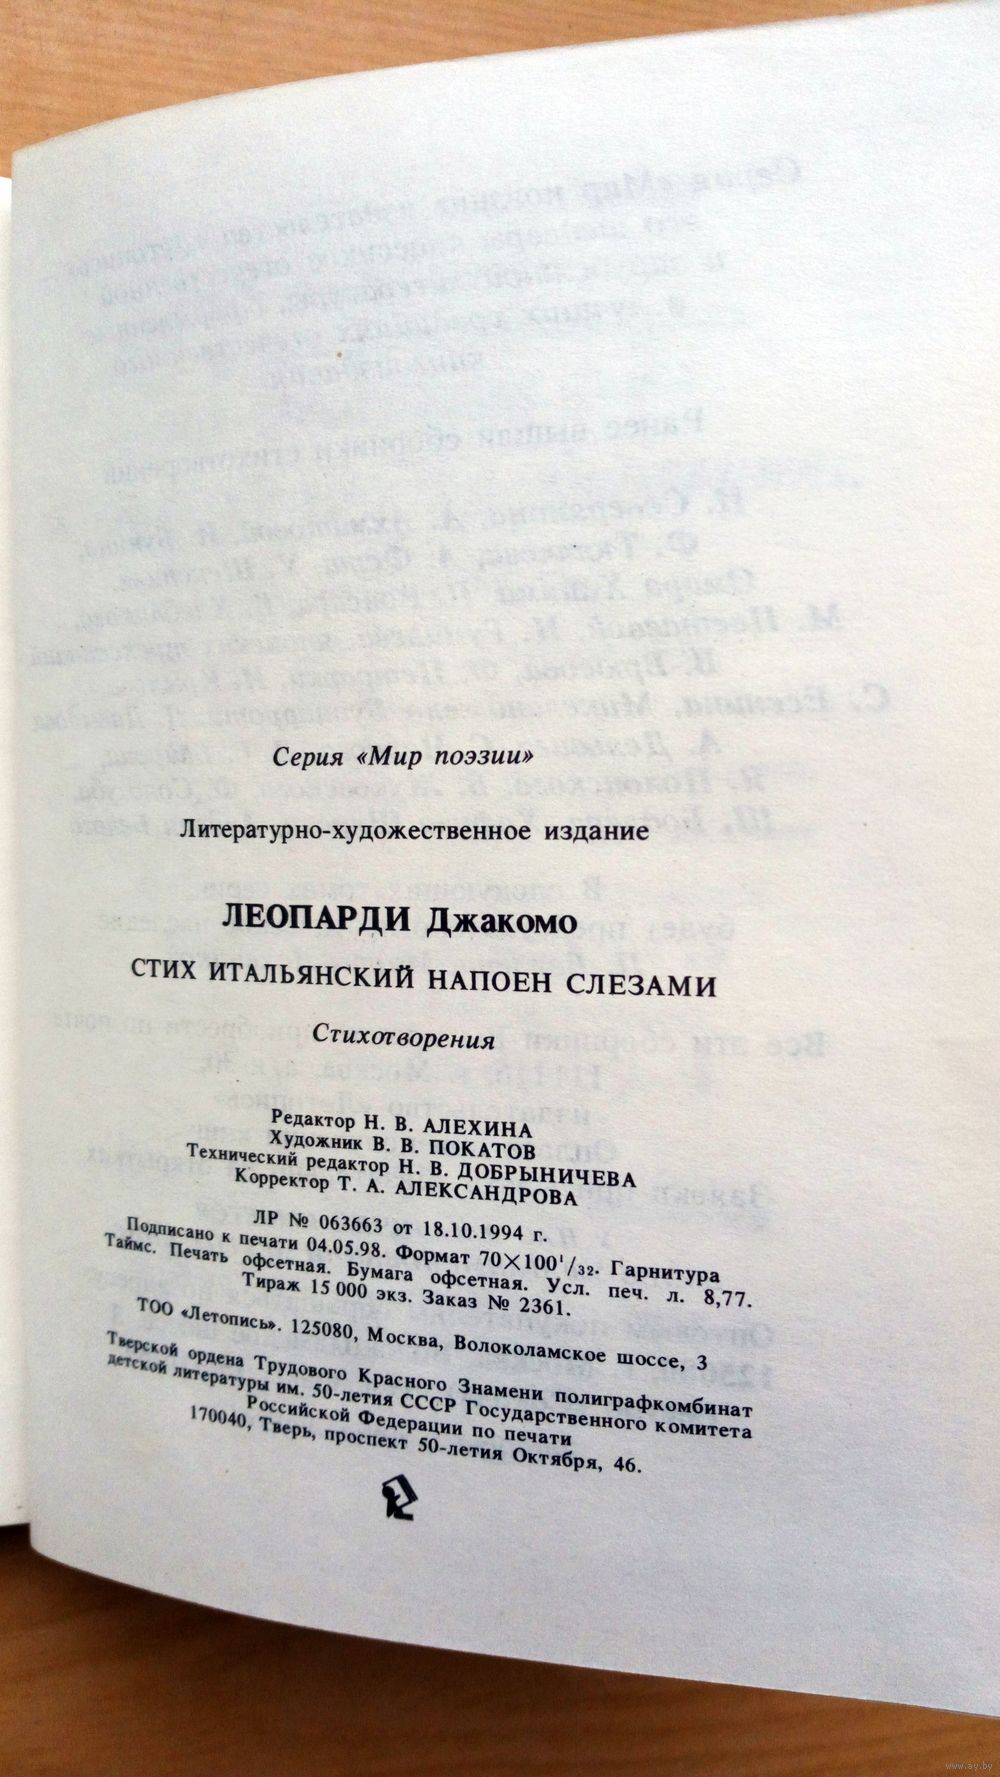 Серия «Мир поэзии»
Литературно-художественное издание
ЛЕОПАРДИ Джакомо
СТИХ ИТАЛЬЯНСКИЙ НАПОЕН СЛЕЗАМИ
Стихотворения
Редактор Н. В. АЛЕХИНА
Художник В. В. ПОКАТОВ
Технический редактор Н. В. ДОБРЫНИЧЕВА
Корректор Т. А. АЛЕКСАНДРОВА
ЛР № 063663 от 18.10.1994 г.
Подписано к печати 04.05.98. Формат 70×100¹/₃₂. Гарнитура
Таймс. Печать офсетная. Бумага офсетная. Усл. печ. л. 8,77.
Тираж 15 000 экз. Заказ № 2361.
ТОО «Летопись». 125080, Москва, Волоколамское шоссе, 3
Тверской ордена Трудового Красного Знамени полиграфкомбинат
детской литературы им. 50-летия СССР Государственного комитета
Российской Федерации по печати
170040, Тверь, проспект 50-летия Октября, 46.
www.ay.by